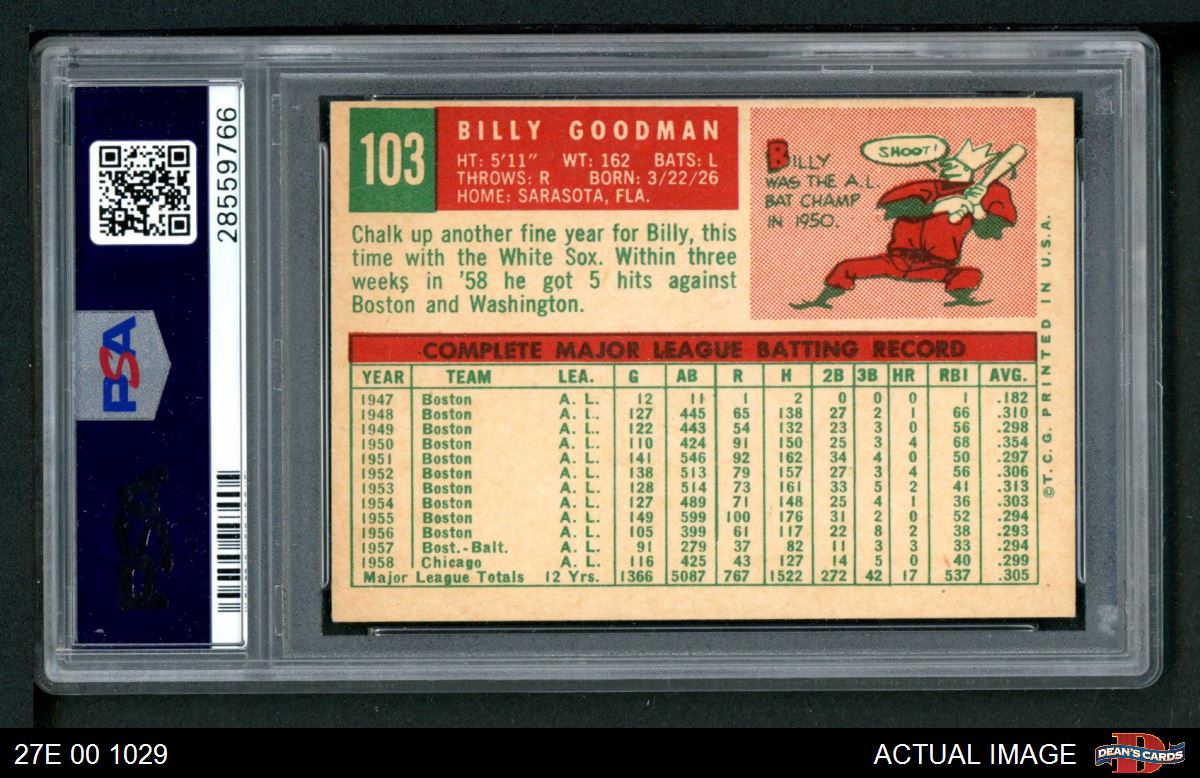 28559766
PSA
103
BILLY GOODMAN
HT: 5'11" WT: 162 BATS: L
THROWS: R BORN: 3/22/26
HOME: SARASOTA, FLA.
Chalk up another fine year for Billy, this
time with the White Sox. Within three
weeks in '58 he got 5 hits against
Boston and Washington.
SHOOT!
BILLY
WAS THE A.L.
BAT CHAMP
IN 1950.
COMPLETE MAJOR LEAGUE BATTING RECORD
YEAR TEAM LEA. G AB R H 2B 3B HR RBI AVG.
1947 Boston A. L. 12 11 1 2 0 0 0 1 .182
1948 Boston A. L. 127 445 65 138 27 2 1 66 .310
1949 Boston A. L. 122 443 54 132 23 3 0 56 .298
1950 Boston A. L. 110 424 91 150 25 3 4 68 .354
1951 Boston A. L. 141 546 92 162 34 4 0 50 .297
1952 Boston A. L. 138 513 79 157 27 3 4 56 .306
1953 Boston A. L. 128 514 73 161 33 5 2 41 .313
1954 Boston A. L. 127 489 71 148 25 4 1 36 .303
1955 Boston A. L. 149 599 100 176 31 2 0 52 .294
1956 Boston A. L. 105 399 61 117 22 8 2 38 .293
1957 Bost.-Balt. A. L. 91 279 37 82 11 3 3 33 .294
1958 Chicago A. L. 116 425 43 127 14 5 0 40 .299
Major League Totals 12 Yrs. 1366 5087 767 1522 272 42 17 537 .305
©T. C. G. PRINTED IN U.S.A.
27E 00 1029
ACTUAL IMAGE
DEAN'S CARDS